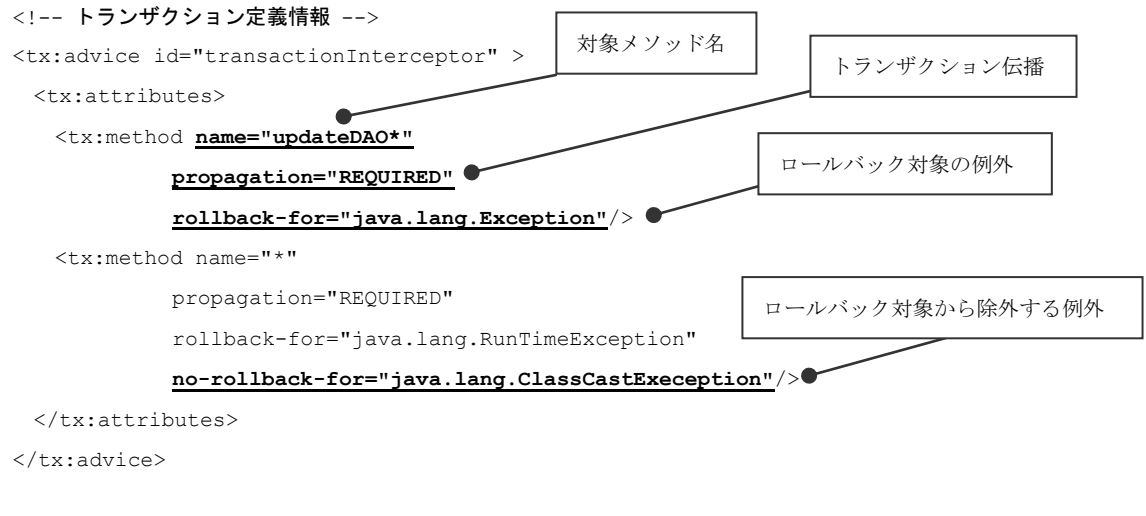 <!-- トランザクション定義情報 -->
対象メソッド名
<tx:advice id="transactionInterceptor" >
トランザクション伝播
<tx:attributes>
<tx:method name="updateDAO*"
ロールバック対象の例外
propagation="REQUIRED"
rollback-for="java.lang.Exception"/>
<tx:method name="*"
propagation="REQUIRED"
ロールバック対象から除外する例外
rollback-for="java.lang.RunTimeException"
no-rollback-for="java.lang.ClassCastExeception"/>
</tx:attributes>
</tx:advice>